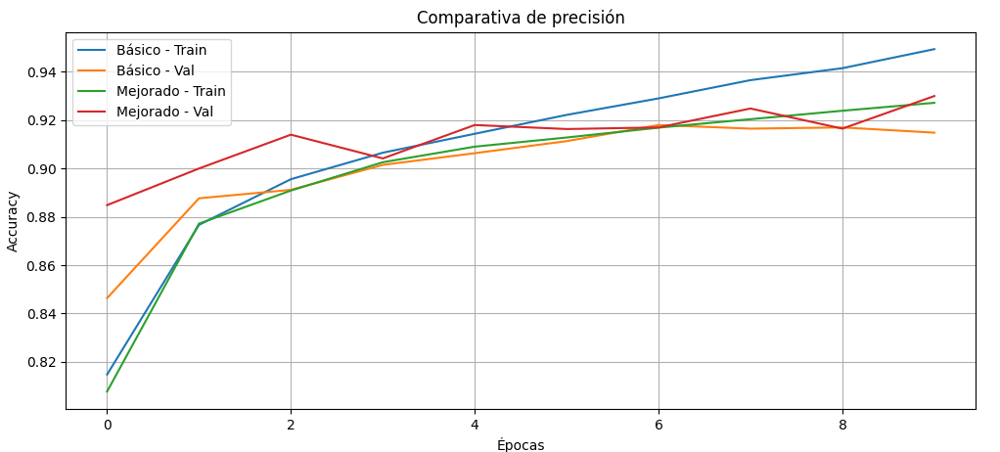 Comparativa de precisión
Básico - Train
Básico - Val
Mejorado - Train
Mejorado - Val
0.94
0.92
0.90
0.88
0.86
0.84
0.82
Accuracy
0 2 4 6 8
Épocas